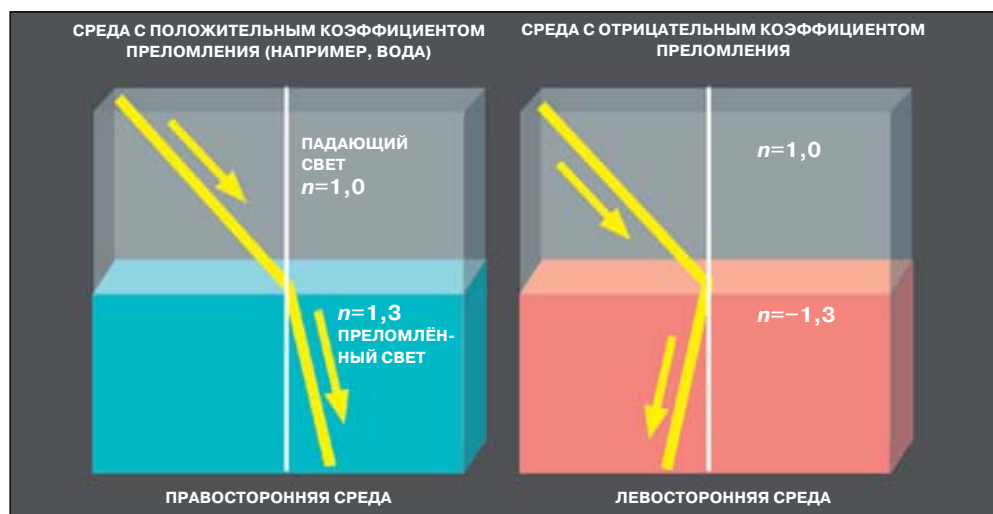 СРЕДА С ПОЛОЖИТЕЛЬНЫМ КОЭФФИЦИЕНТОМ
ПРЕЛОМЛЕНИЯ (НАПРИМЕР, ВОДА)
ПАДАЮЩИЙ
СВЕТ
n=1,0
n=1,3
ПРЕЛОМЛЁН-
НЫЙ СВЕТ
ПРАВОСТОРОННЯЯ СРЕДА
СРЕДА С ОТРИЦАТЕЛЬНЫМ КОЭФФИЦИЕНТОМ
ПРЕЛОМЛЕНИЯ
n=1,0
n=−1,3
ЛЕВОСТОРОННЯЯ СРЕДА